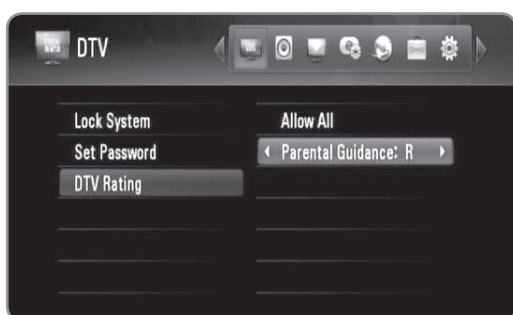 DTV
Lock System
Allow All
Set Password
Parental Guidance: R
DTV Rating